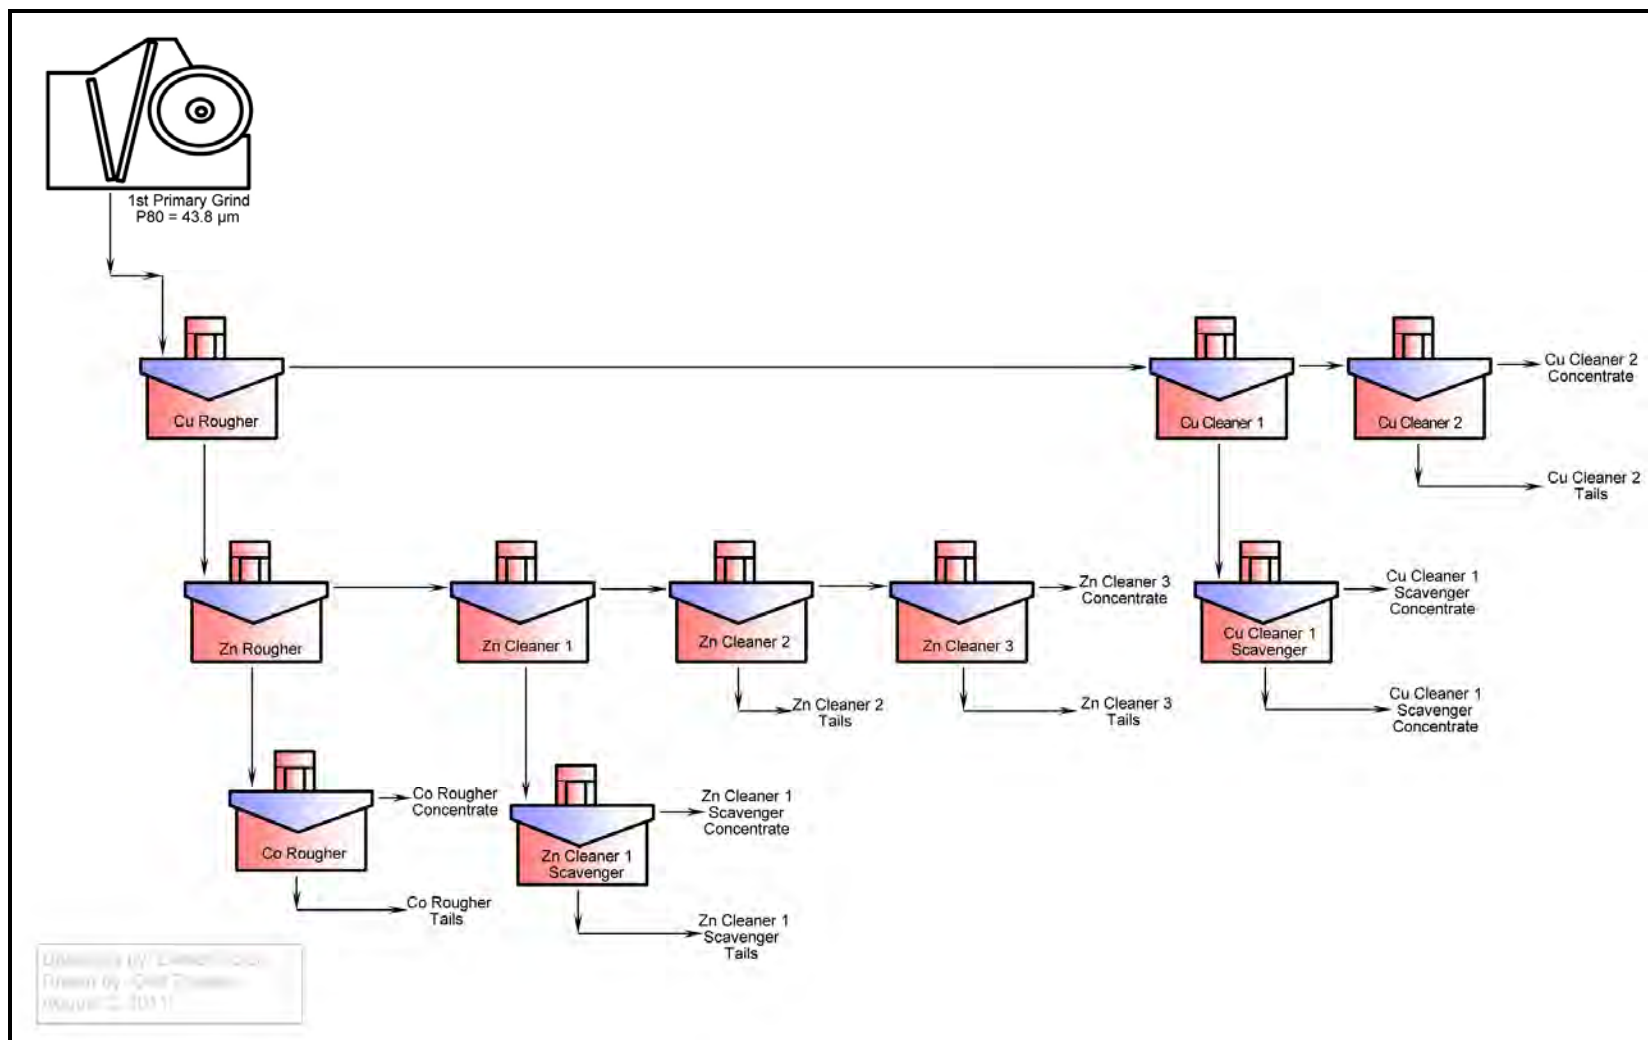 1st Primary Grind
P80 = 43.8 µm
Cu Rougher
Cu Cleaner 1
Cu Cleaner 2
Cu Cleaner 2
Concentrate
Cu Cleaner 2
Tails
Zn Rougher
Zn Cleaner 1
Zn Cleaner 2
Zn Cleaner 3
Zn Cleaner 3
Concentrate
Cu Cleaner 1
Scavenger
Cu Cleaner 1
Scavenger
Concentrate
Zn Cleaner 2
Tails
Zn Cleaner 3
Tails
Cu Cleaner 1
Scavenger
Concentrate
Co Rougher
Co Rougher
Concentrate
Zn Cleaner 1
Scavenger
Zn Cleaner 1
Scavenger
Concentrate
Co Rougher
Tails
Zn Cleaner 1
Scavenger
Tails